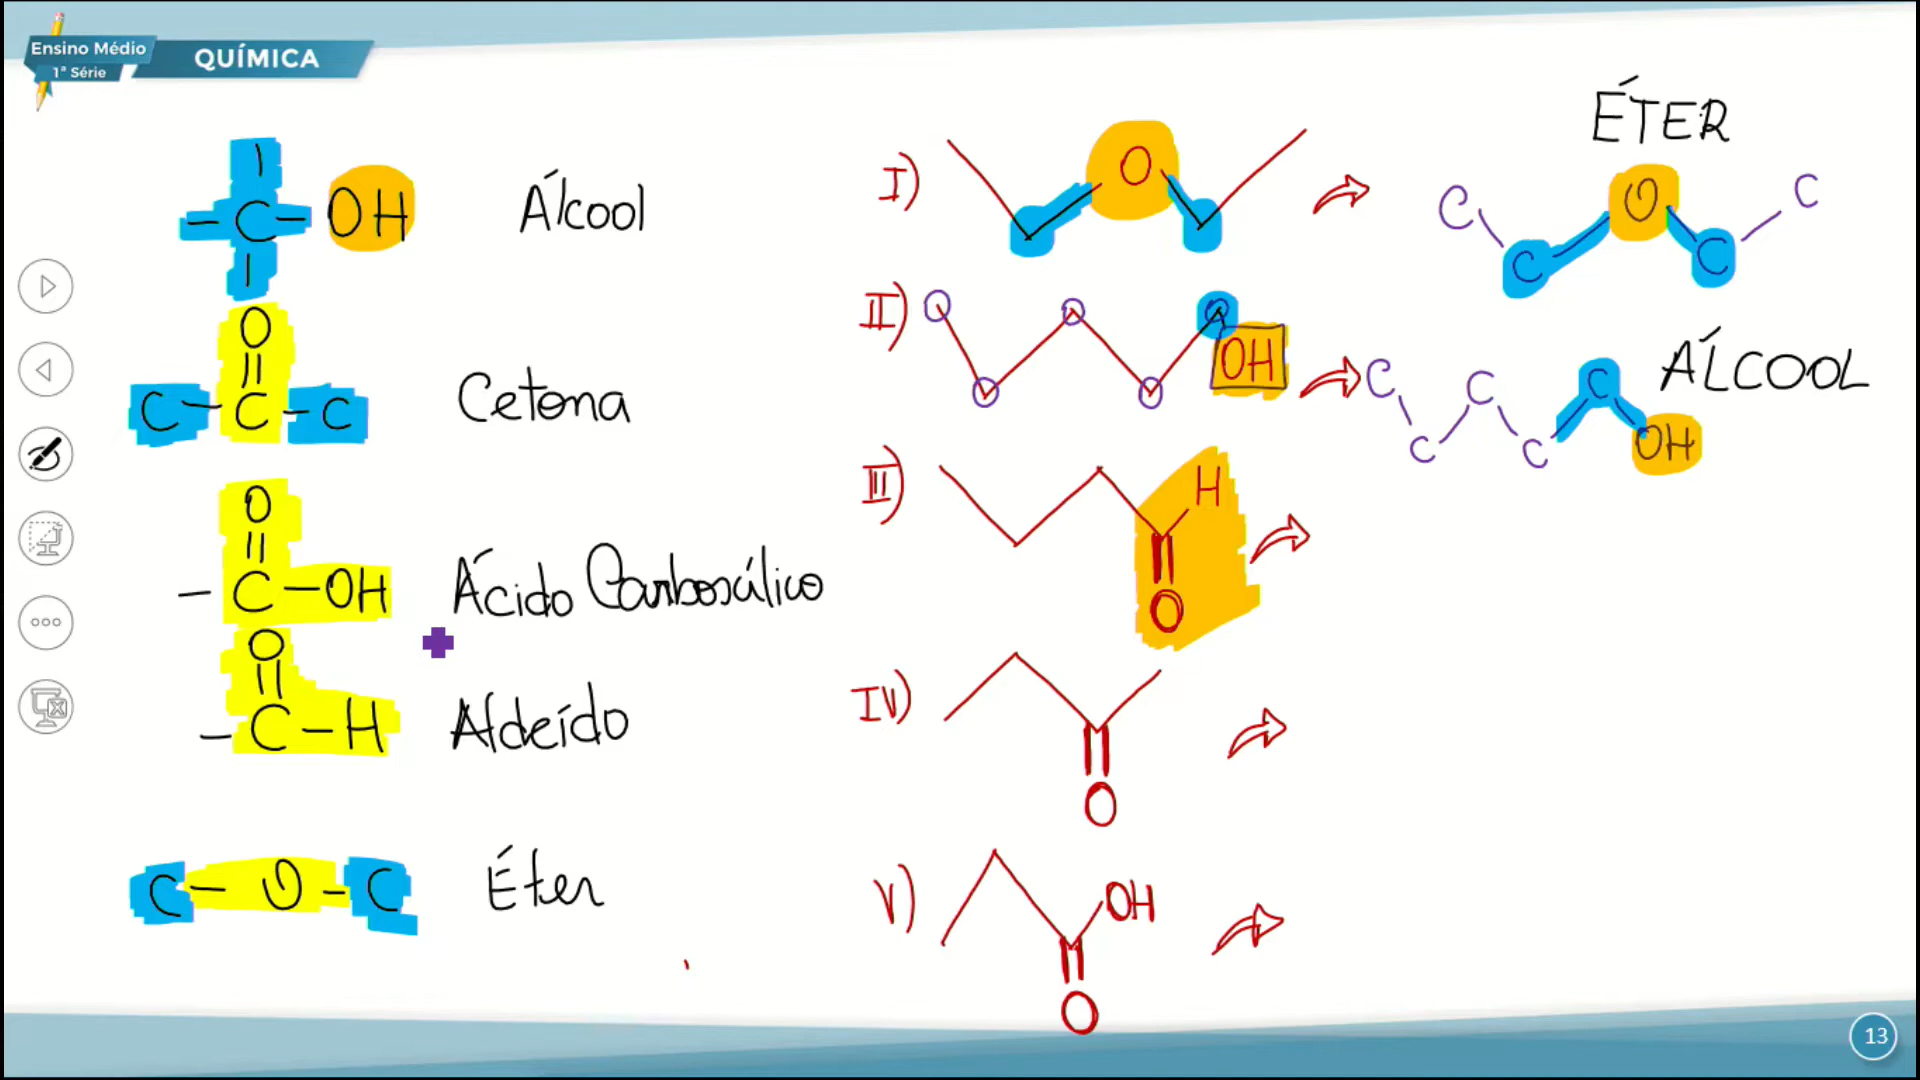 Ensino Médio
1ª Série
QUÍMICA
C OH Álcool
O
C C C Cetona
O
C OH Ácido Carboxílico
O
C H Aldeído
C O C Éter
I) O
ÉTER
C C O C C
II) OH
ÁLCOOL
C C C C C OH
III) H
O
IV)
O
V) OH
O
13